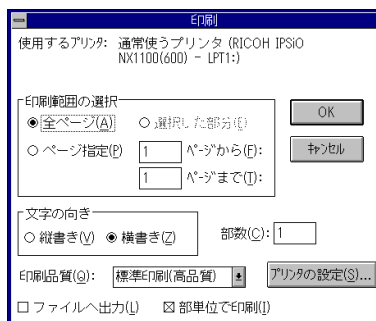 印刷
使用するプリンタ: 通常使うプリンタ (RICOH IPSiO
NX1100(600) - LPT1:)
印刷範囲の選択
全ページ(A)
選択した部分(E)
OK
ページ指定(P)
1
ページから(F):
キャンセル
1
ページまで(T):
文字の向き
縦書き(V)
横書き(Z)
部数(C): 1
印刷品質(Q): 標準印刷(高品質)
プリンタの設定(S)...
ファイルへ出力(L)
部単位で印刷(I)